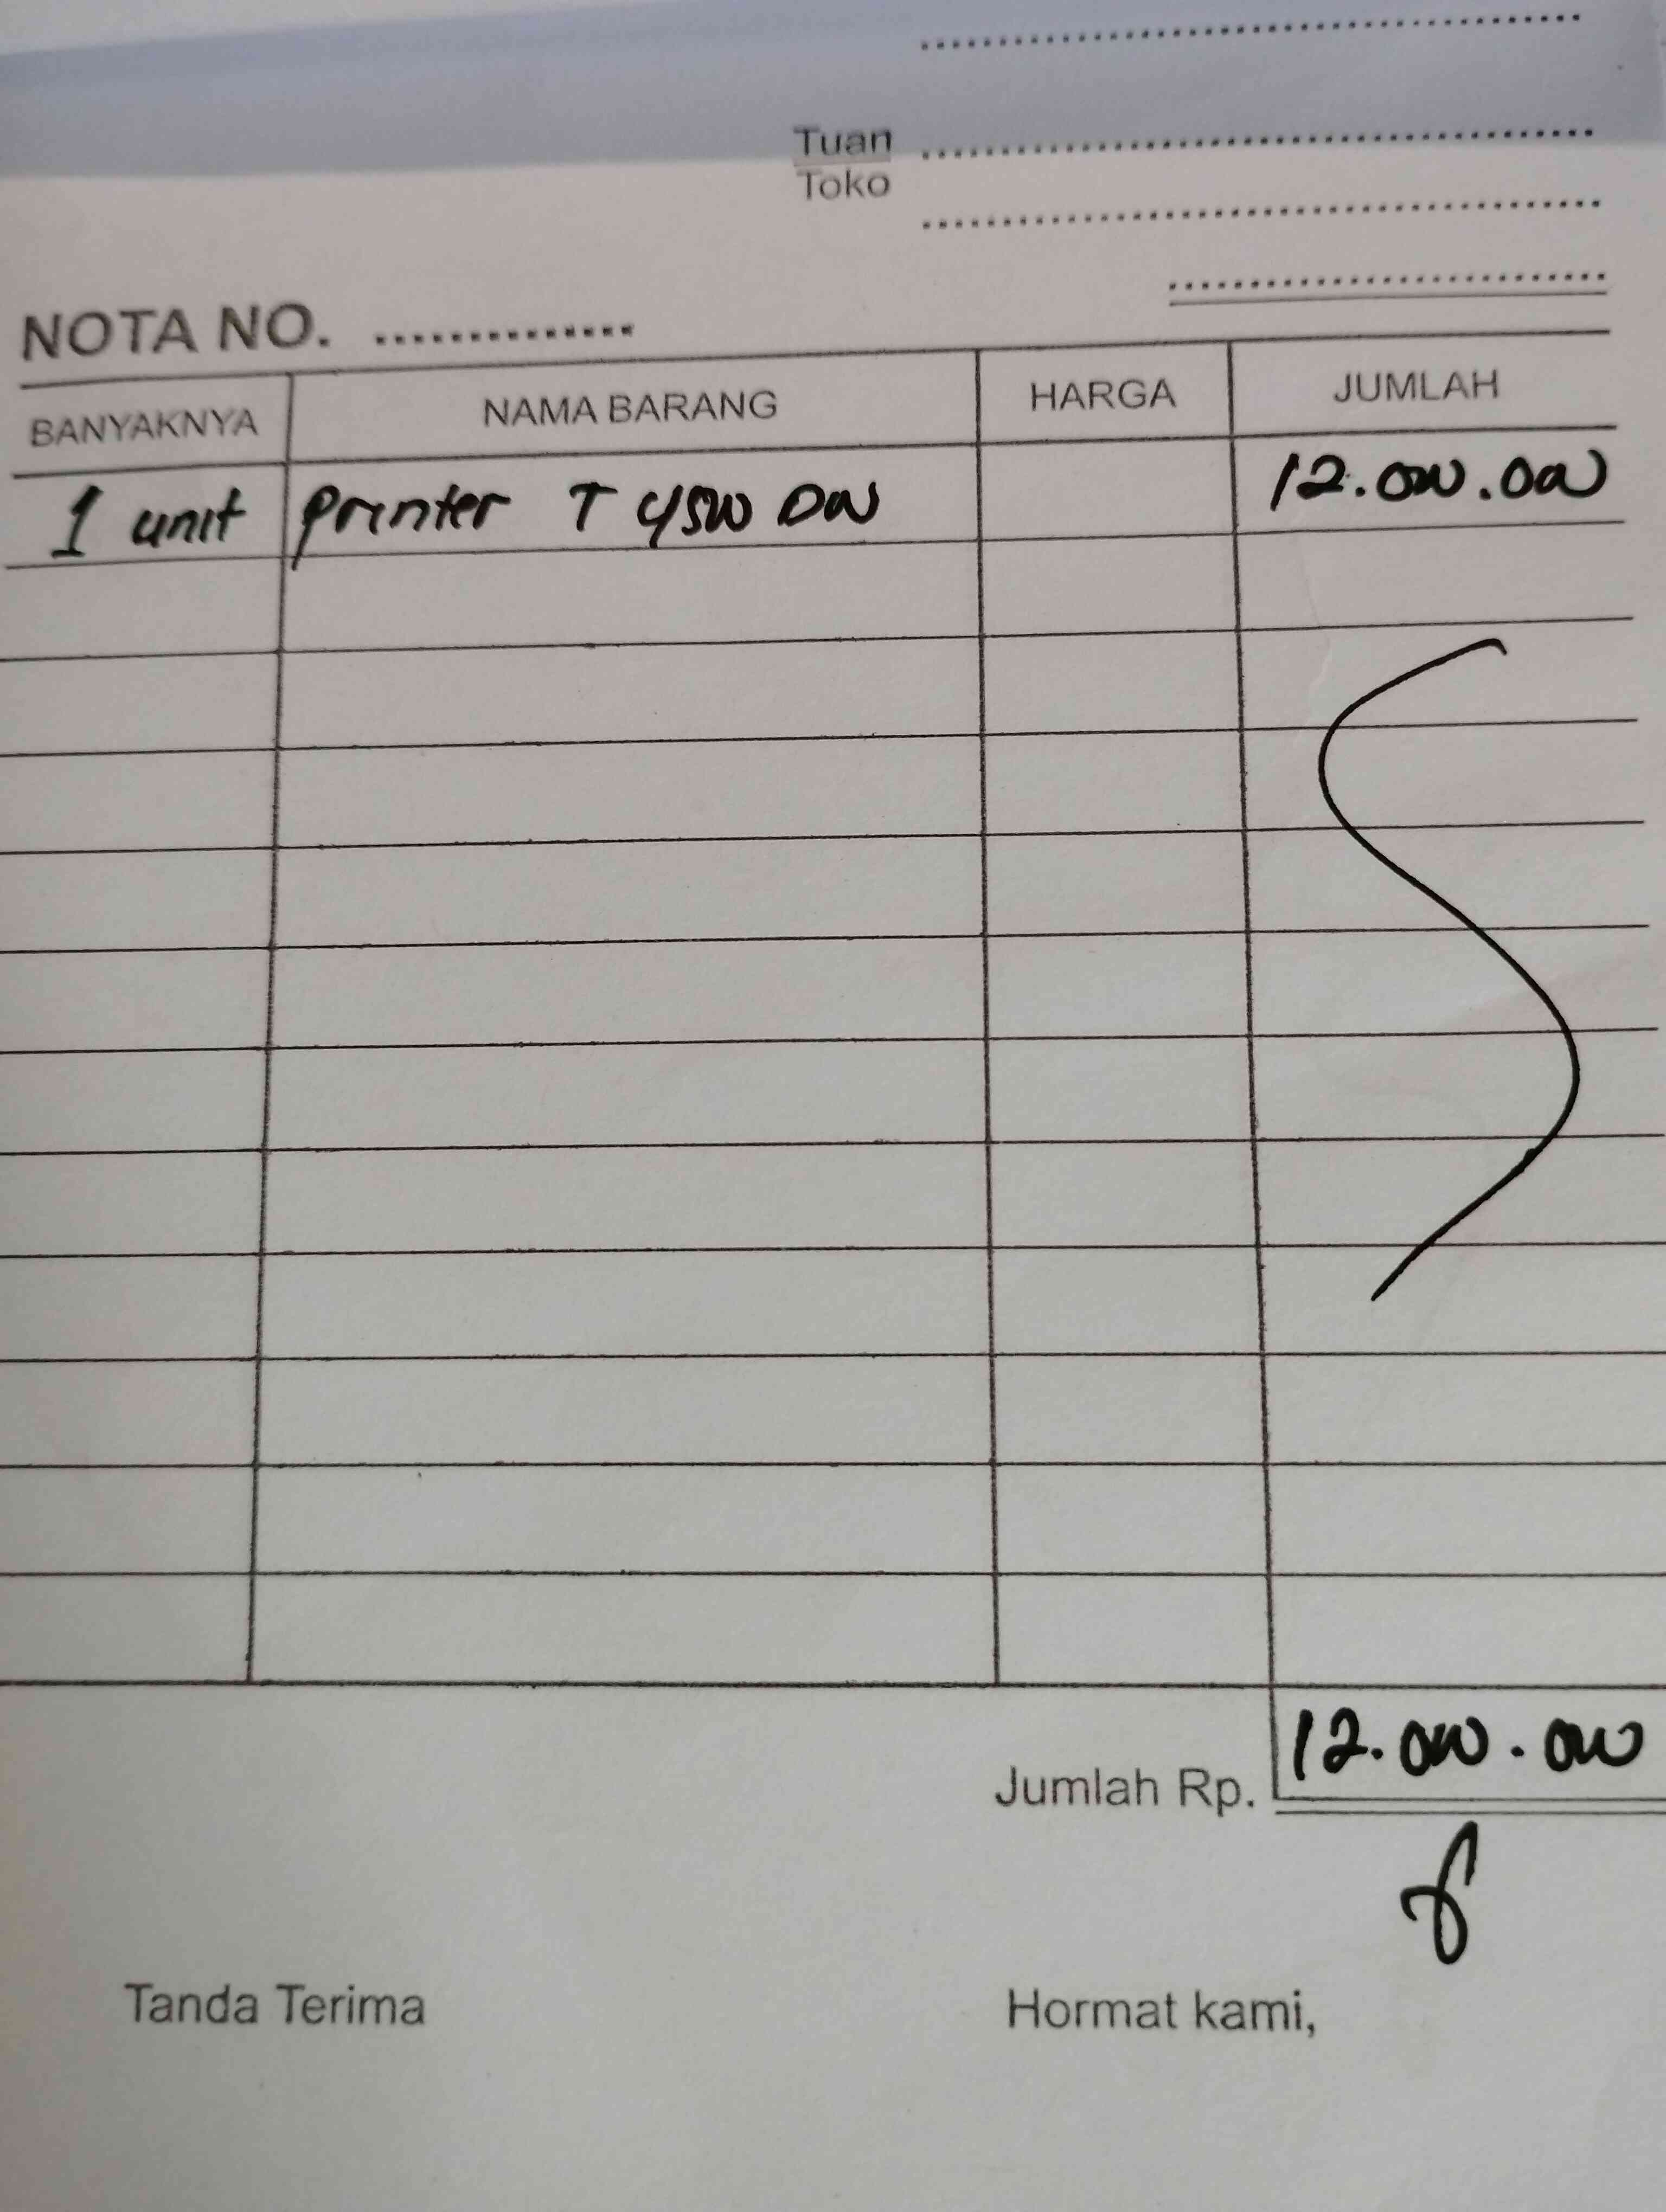 Tuan
Toko
NOTA NO. ...............
BANYAKNYA NAMA BARANG HARGA JUMLAH
1 unit Printer T 4500 DW 12.000.000
Jumlah Rp. 12.000.000
Tanda Terima Hormat kami,